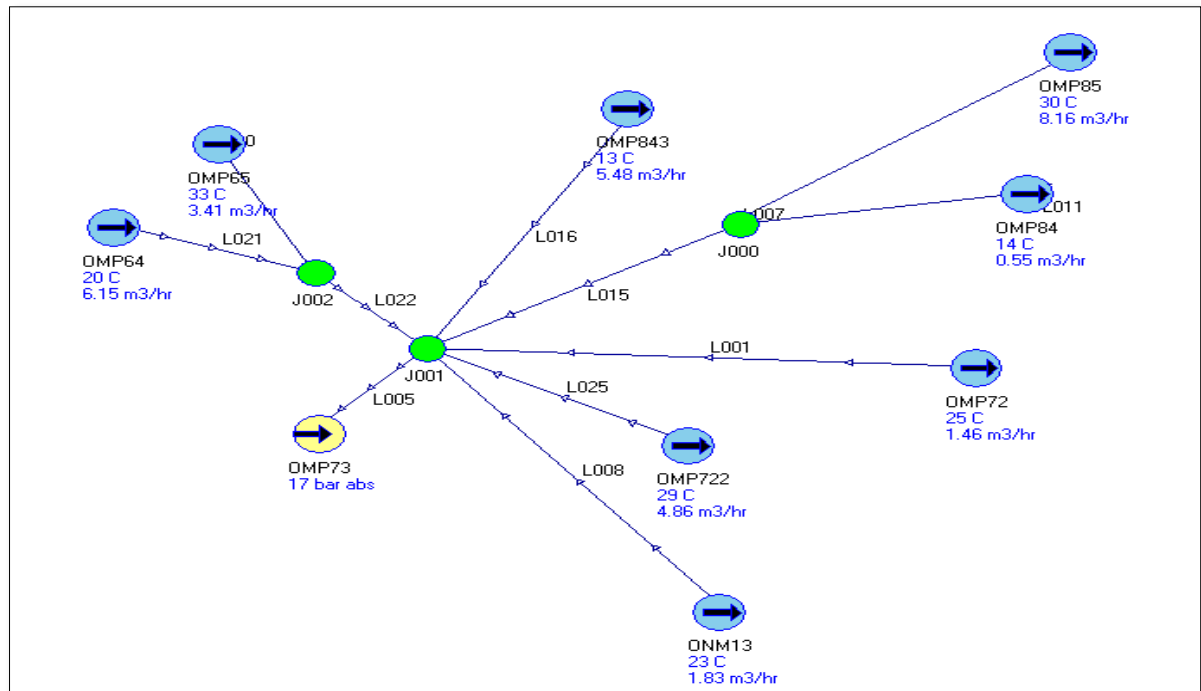 OMP85
30 C
8.16 m3/hr
OMP843
13 C
5.48 m3/hr
0
OMP65
33 C
3.41 m3/hr
L007
L011
OMP84
14 C
0.55 m3/hr
L021
L016
J000
OMP64
20 C
6.15 m3/hr
J002
L022
L015
L001
J001
L005
L025
OMP72
25 C
1.46 m3/hr
OMP73
17 bar abs
L008
OMP722
29 C
4.86 m3/hr
ONM13
23 C
1.83 m3/hr